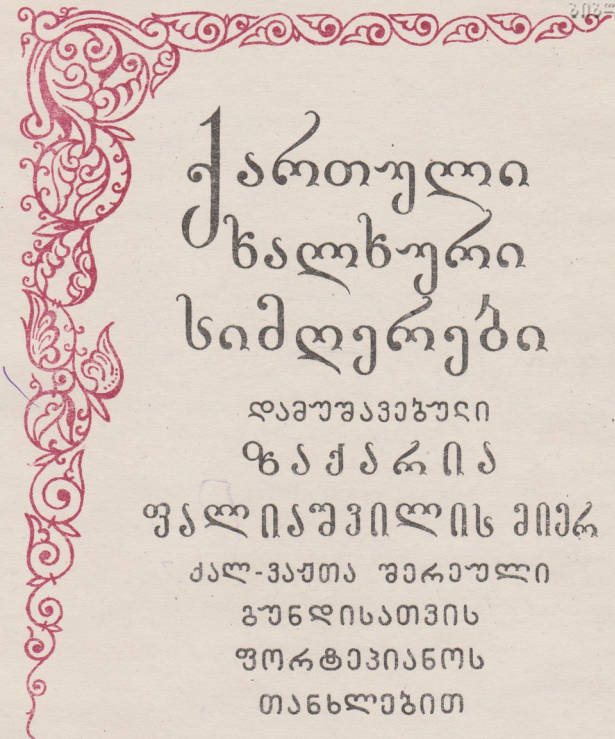 ქართული
ხალხური
სიმღერები
დამუშავებული
ზაქარია
ფალიაშვილის მიერ
ქალ-ვაჟთა შერეული
გუნდისათვის
ფორტეპიანოს
თანხლებით